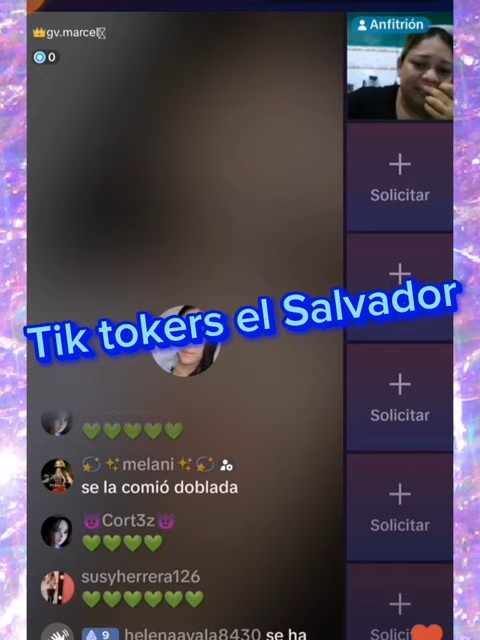 👑gv.marcel
0
Anfitrión
Solicitar
Tik tokers el Salvador
Solicitar
Solicitar
💚💚💚💚💚
💫✨melani✨💫
se la comió doblada
😈Cort3z😈
💚💚💚💚
susyherrera126
💚💚💚💚💚💚
9 helenaayala8430 se ha